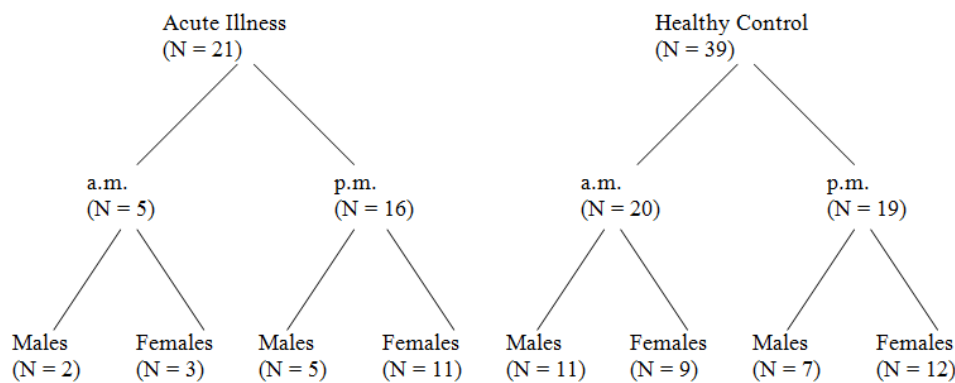 Acute Illness
(N = 21)
Healthy Control
(N = 39)
a.m.
(N = 5)
p.m.
(N = 16)
a.m.
(N = 20)
p.m.
(N = 19)
Males
(N = 2)
Females
(N = 3)
Males
(N = 5)
Females
(N = 11)
Males
(N = 11)
Females
(N = 9)
Males
(N = 7)
Females
(N = 12)